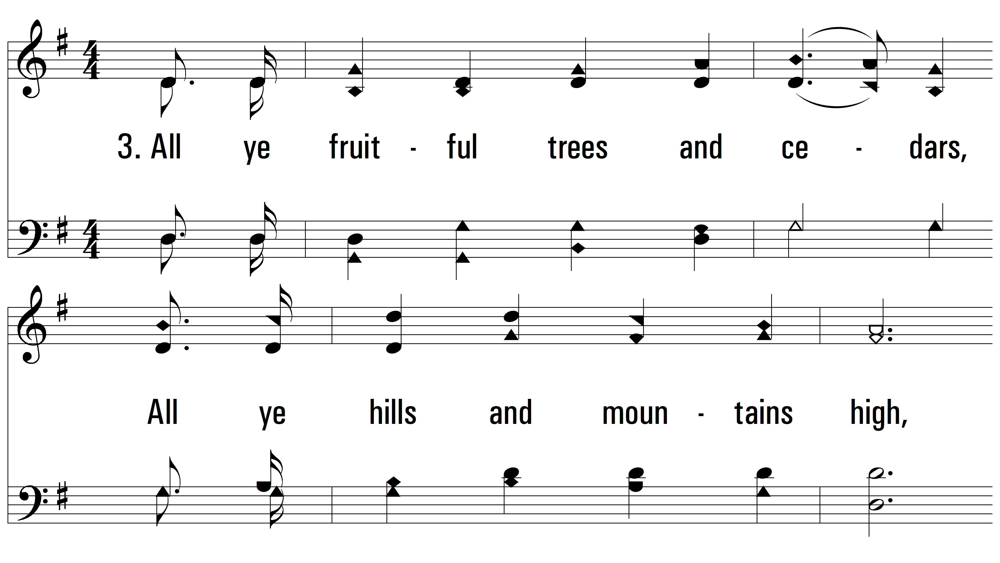 3. All ye fruit - ful trees and ce - dars,
All ye hills and moun - tains high,